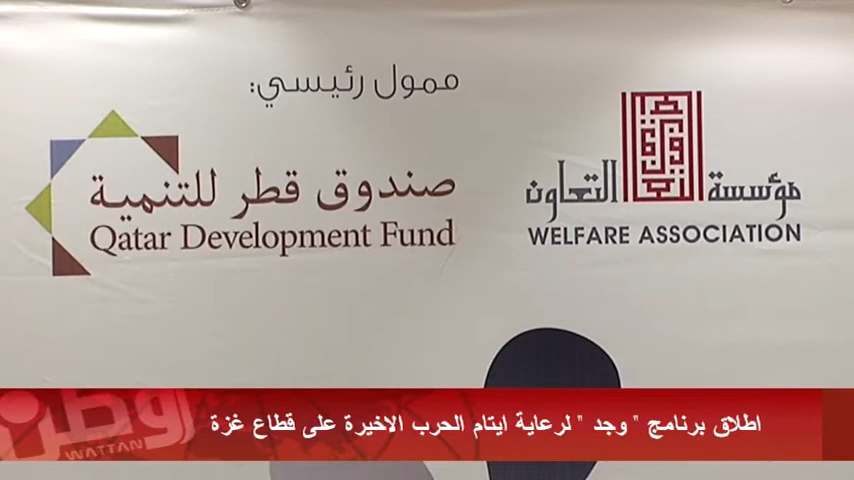 ممول رئيسي:
صندوق قطر للتنمية
Qatar Development Fund
مؤسسة التعاون
WELFARE ASSOCIATION
اطلاق برنامج " وجد " لرعاية ايتام الحرب الاخيرة على قطاع غزة
وطن
WATTAN